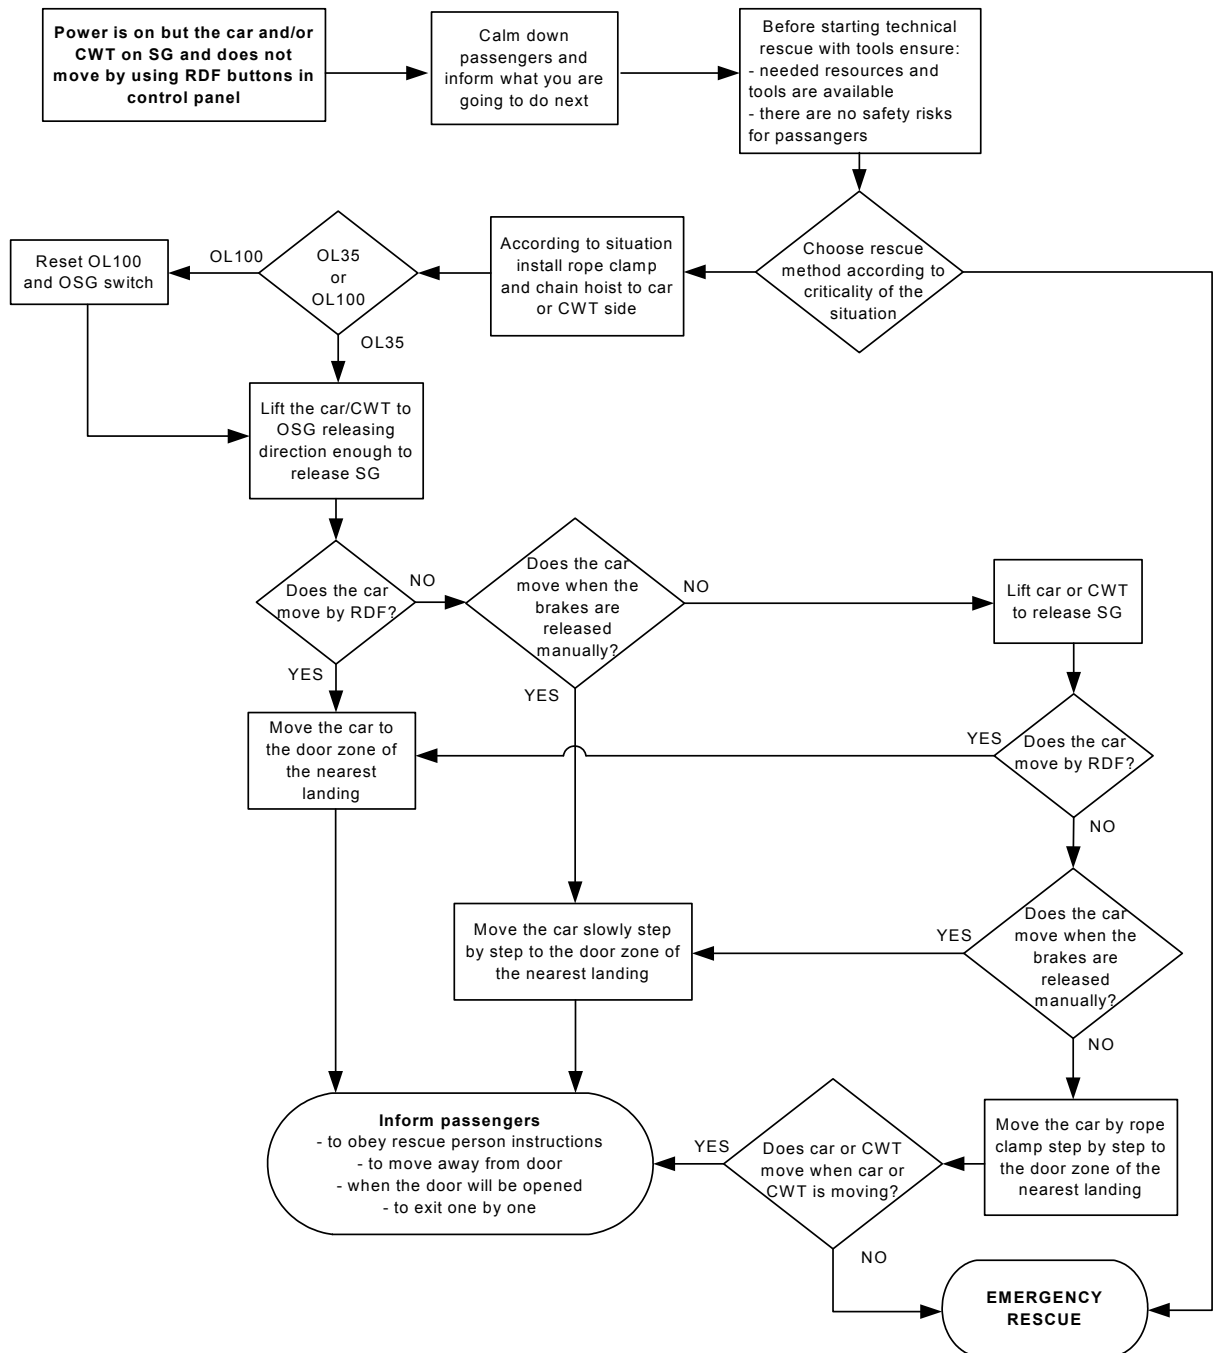 Power is on but the car and/or
CWT on SG and does not
move by using RDF buttons in
control panel
Calm down
passengers and
inform what you are
going to do next
Before starting technical
rescue with tools ensure:
- needed resources and
tools are available
- there are no safety risks
for passangers
Choose rescue
method according to
criticality of the
situation
According to situation
install rope clamp
and chain hoist to car
or CWT side
OL35
or
OL100
OL100
Reset OL100
and OSG switch
OL35
Lift the car/CWT to
OSG releasing
direction enough to
release SG
Does the car
move by RDF?
NO
YES
Does the car
move when the
brakes are
released
manually?
NO
YES
Lift car or CWT
to release SG
Move the car to
the door zone of
the nearest
landing
Does the car
move by RDF?
YES
NO
Move the car slowly step
by step to the door zone of
the nearest landing
Does the car
move when the
brakes are
released
manually?
YES
NO
Inform passengers
- to obey rescue person instructions
- to move away from door
- when the door will be opened
- to exit one by one
Does car or CWT
move when car or
CWT is moving?
YES
NO
Move the car by rope
clamp step by step to
the door zone of the
nearest landing
EMERGENCY
RESCUE